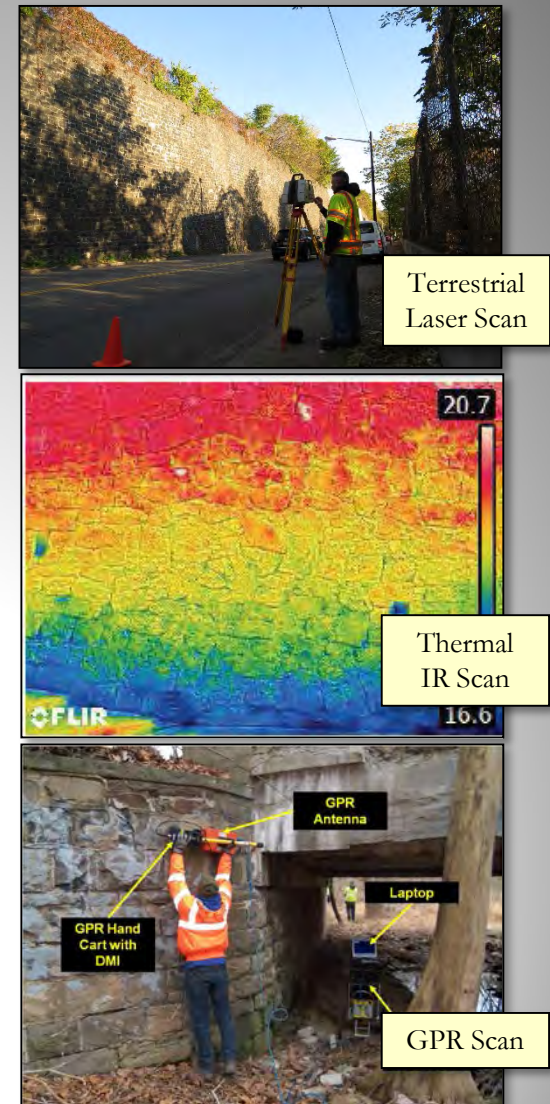 Terrestrial
Laser Scan
20.7
Thermal
IR Scan
FLIR
16.6
GPR
Antenna
Laptop
GPR Hand
Cart with
DMI
GPR Scan